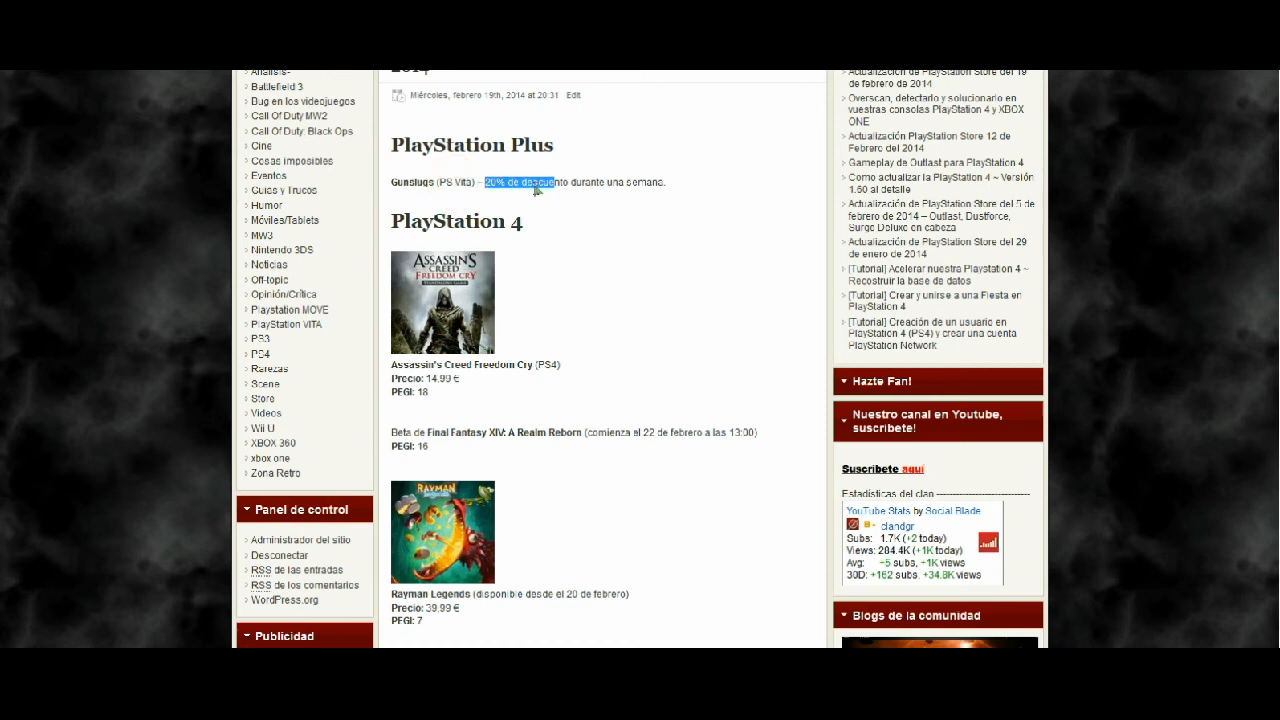 Analisis-
Battlefield 3
Bug en los videojuegos
Call Of Duty MW2
Call Of Duty: Black Ops
Cine
Cosas imposibles
Eventos
Guias y Trucos
Humor
Móviles/Tablets
MW3
Nintendo 3DS
Noticias
Off-topic
Opinión/Crítica
Playstation MOVE
PlayStation VITA
PS3
PS4
Rarezas
Scene
Store
Videos
Wii U
XBOX 360
xbox one
Zona Retro
Panel de control
Administrador del sitio
Desconectar
RSS de las entradas
RSS de los comentarios
WordPress.org
Publicidad
2014
Miércoles, febrero 19th, 2014 at 20:31 Edit
PlayStation Plus
Gunslugs (PS Vita) – 20% de descuento durante una semana.
PlayStation 4
ASSASSIN'S
CREED
FREEDOM CRY
Assassin's Creed Freedom Cry (PS4)
Precio: 14,99 €
PEGI: 18
Beta de Final Fantasy XIV: A Realm Reborn (comienza el 22 de febrero a las 13:00)
PEGI: 16
RAYMAN
Rayman Legends (disponible desde el 20 de febrero)
Precio: 39,99 €
PEGI: 7
Actualización de PlayStation Store del 19
de febrero de 2014
Overscan, detectarlo y solucionarlo en
vuestras consolas PlayStation 4 y XBOX
ONE
Actualización PlayStation Store 12 de
Febrero del 2014
Gameplay de Outlast para PlayStation 4
Como actualizar la PlayStation 4 ~ Versión
1.60 al detalle
Actualización de PlayStation Store del 5 de
febrero de 2014 – Outlast, Dustforce,
Surge Deluxe en cabeza
Actualización de PlayStation Store del 29
de enero de 2014
[Tutorial] Acelerar nuestra Playstation 4 ~
Recostruir la base de datos
[Tutorial] Crear y unirse a una Fiesta en
PlayStation 4
[Tutorial] Creación de un usuario en
PlayStation 4 (PS4) y crear una cuenta
PlayStation Network
Hazte Fan!
Nuestro canal en Youtube,
suscribete!
Suscribete aquí
Estadísticas del clan ----------------------------
YouTube Stats by Social Blade
B- clandgr
Subs: 1.7K (+2 today)
Views: 284.4K (+1K today)
Avg: +5 subs, +1K views
30D: +162 subs, +34.8K views
Blogs de la comunidad